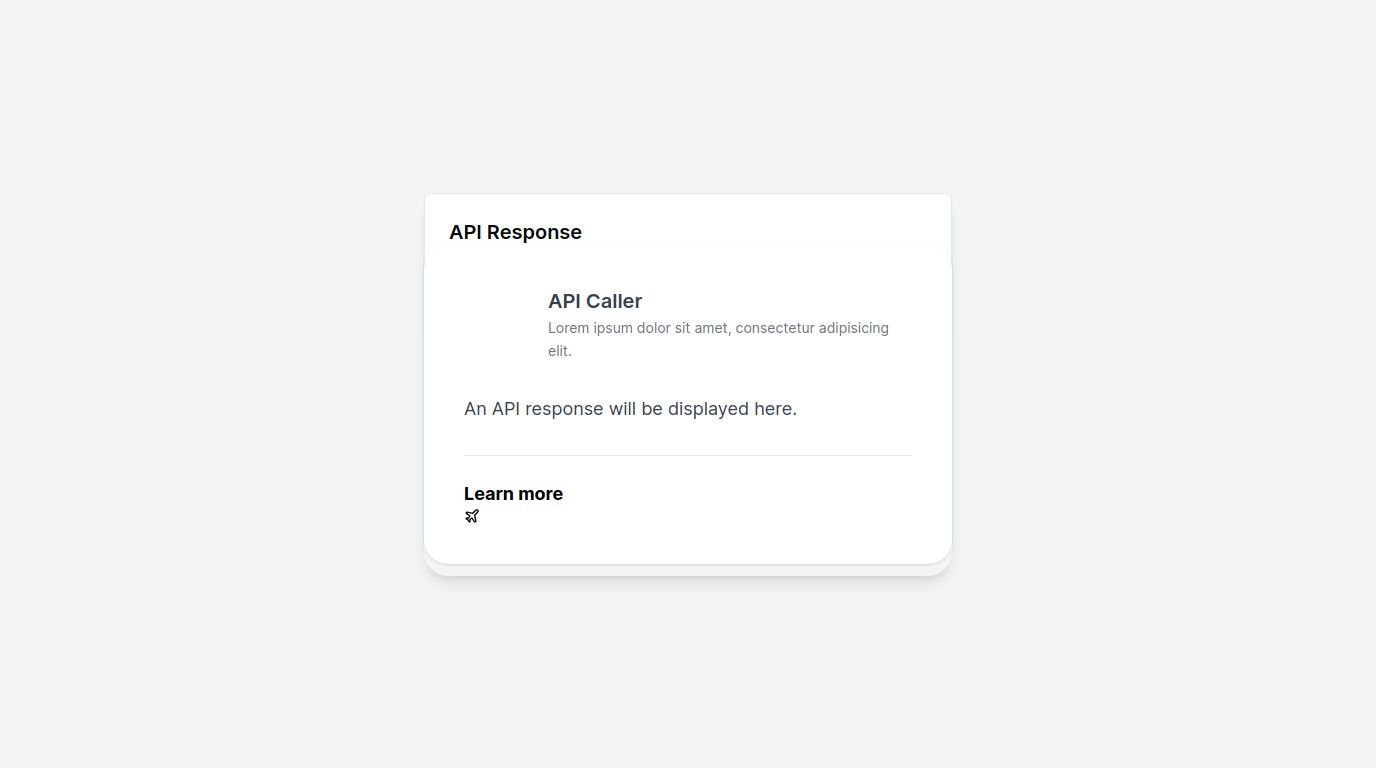 API Response
API Caller
Lorem ipsum dolor sit amet, consectetur adipisicing
elit.
An API response will be displayed here.
Learn more